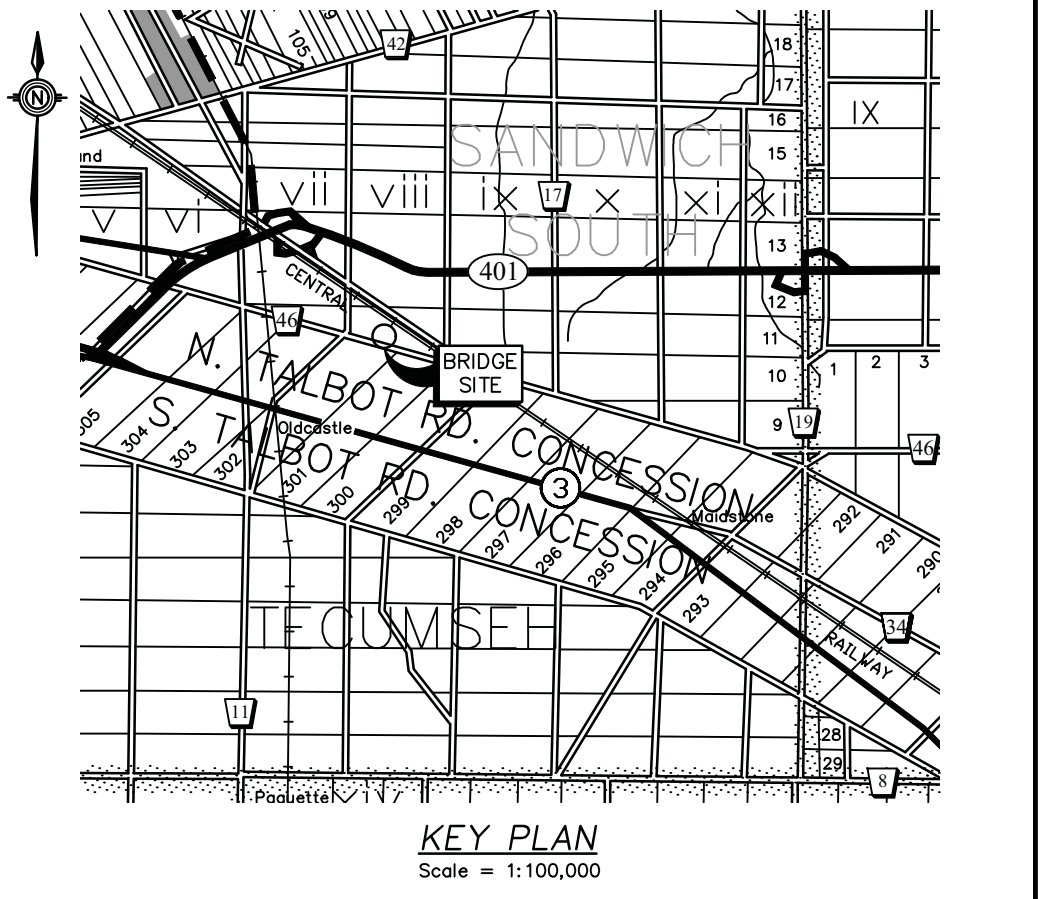 105
42
18
17
IX
16
15
N
SANDWICH
vii viii ix x xi xii
17
v vi
SOUTH
13
401
CENTRAL
12
46
11
BRIDGE
SITE
10
1 2 3
N. TALBOT RD. CONCESSION
9
19
46
S. TALBOT RD. CONCESSION
Oldcastle
304
303
302
301
300
299
298
297
296
295
294
293
292
291
290
3
Maidstone
TECUMSEH
34
RAILWAY
11
28
29
8
Paquette
KEY PLAN
Scale = 1:100,000